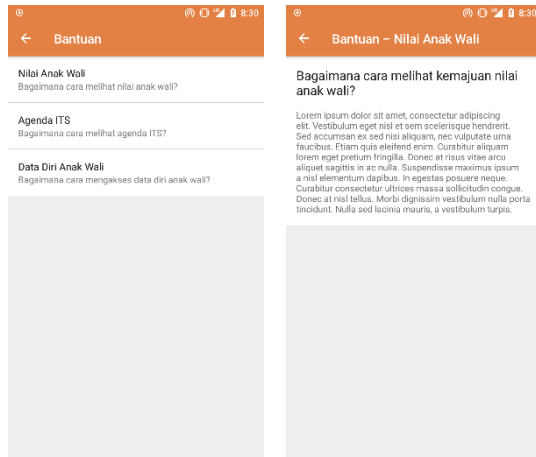 8:30
Bantuan
Nilai Anak Wali
Bagaimana cara melihat nilai anak wali?
Agenda ITS
Bagaimana cara melihat agenda ITS?
Data Diri Anak Wali
Bagaimana cara mengakses data diri anak wali?
8:30
Bantuan – Nilai Anak Wali
Bagaimana cara melihat kemajuan nilai
anak wali?
Lorem ipsum dolor sit amet, consectetur adipiscing
elit. Vestibulum eget nisl et sem scelerisque hendrerit.
Sed accumsan ex sed nisi aliquam, nec vulputate urna
faucibus. Etiam quis eleifend enim. Curabitur aliquam
lorem eget pretium fringilla. Donec at risus vitae arcu
aliquet sagittis in ac nulla. Suspendisse maximus ipsum
a nisl elementum dapibus. In egestas posuere neque.
Curabitur consectetur ultrices massa sollicitudin congue.
Donec at nisl tellus. Morbi dignissim vestibulum nulla porta
tincidunt. Nulla sed lacinia mauris, a vestibulum turpis.